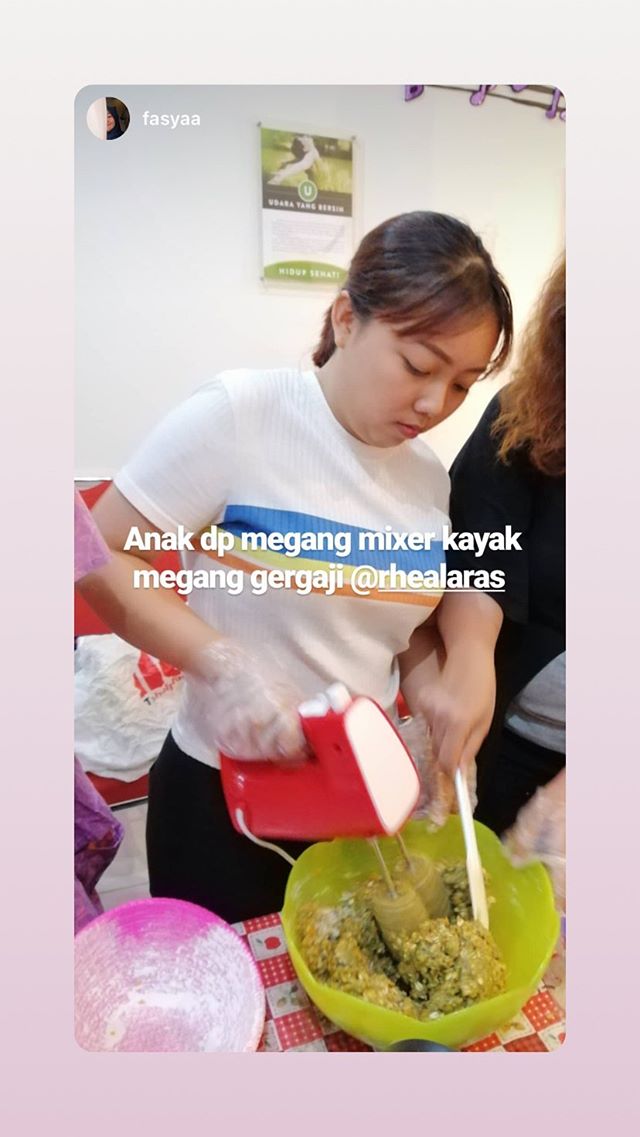 fasyaa
U
UDARA YANG BERSIH
HIDUP SEHAT!
Anak dp megang mixer kayak
megang gergaji @rhealaras